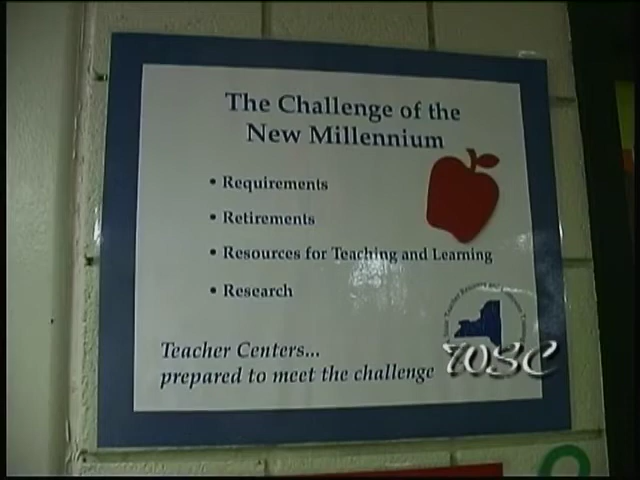 The Challenge of the
New Millennium
• Requirements
• Retirements
• Resources for Teaching and Learning
• Research
Teacher Centers...
prepared to meet the challenge
WSC